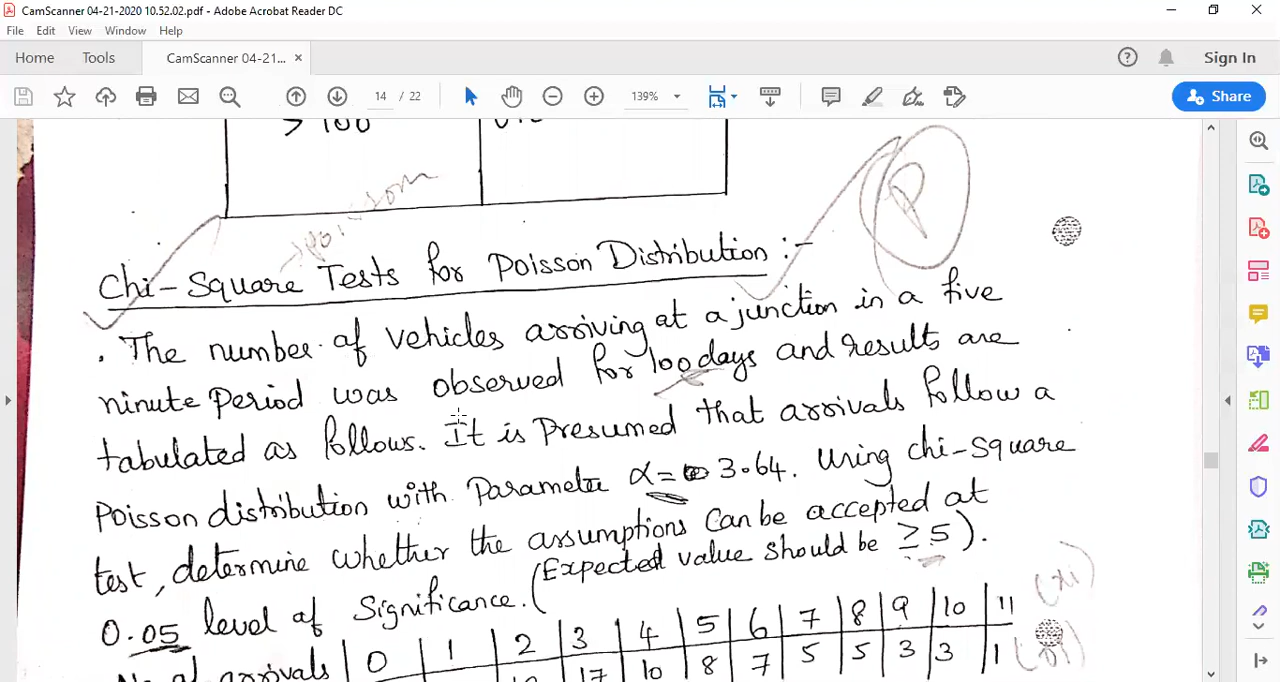 CamScanner 04-21-2020 10.52.02.pdf - Adobe Acrobat Reader DC
File Edit View Window Help
Home Tools CamScanner 04-21... × Sign In
14 / 22 139% Share
> 100
Poisson
P
Chi-Square Tests for Poisson Distribution :-
. The number of vehicles arriving at a junction in a five
ninute Period was observed for 100 days and results are
tabulated as follows. It is Presumed that arrivals follow a
Poisson distribution with Parameter α = 3.64. Using chi-square
test, determine whether the assumptions Can be accepted at
0.05 level of Significance. (Expected value should be ≥ 5).
0 1 2 3 4 5 6 7 8 9 10 11 (xi)
arrivals 17 10 8 7 5 5 3 3 1 (oi)